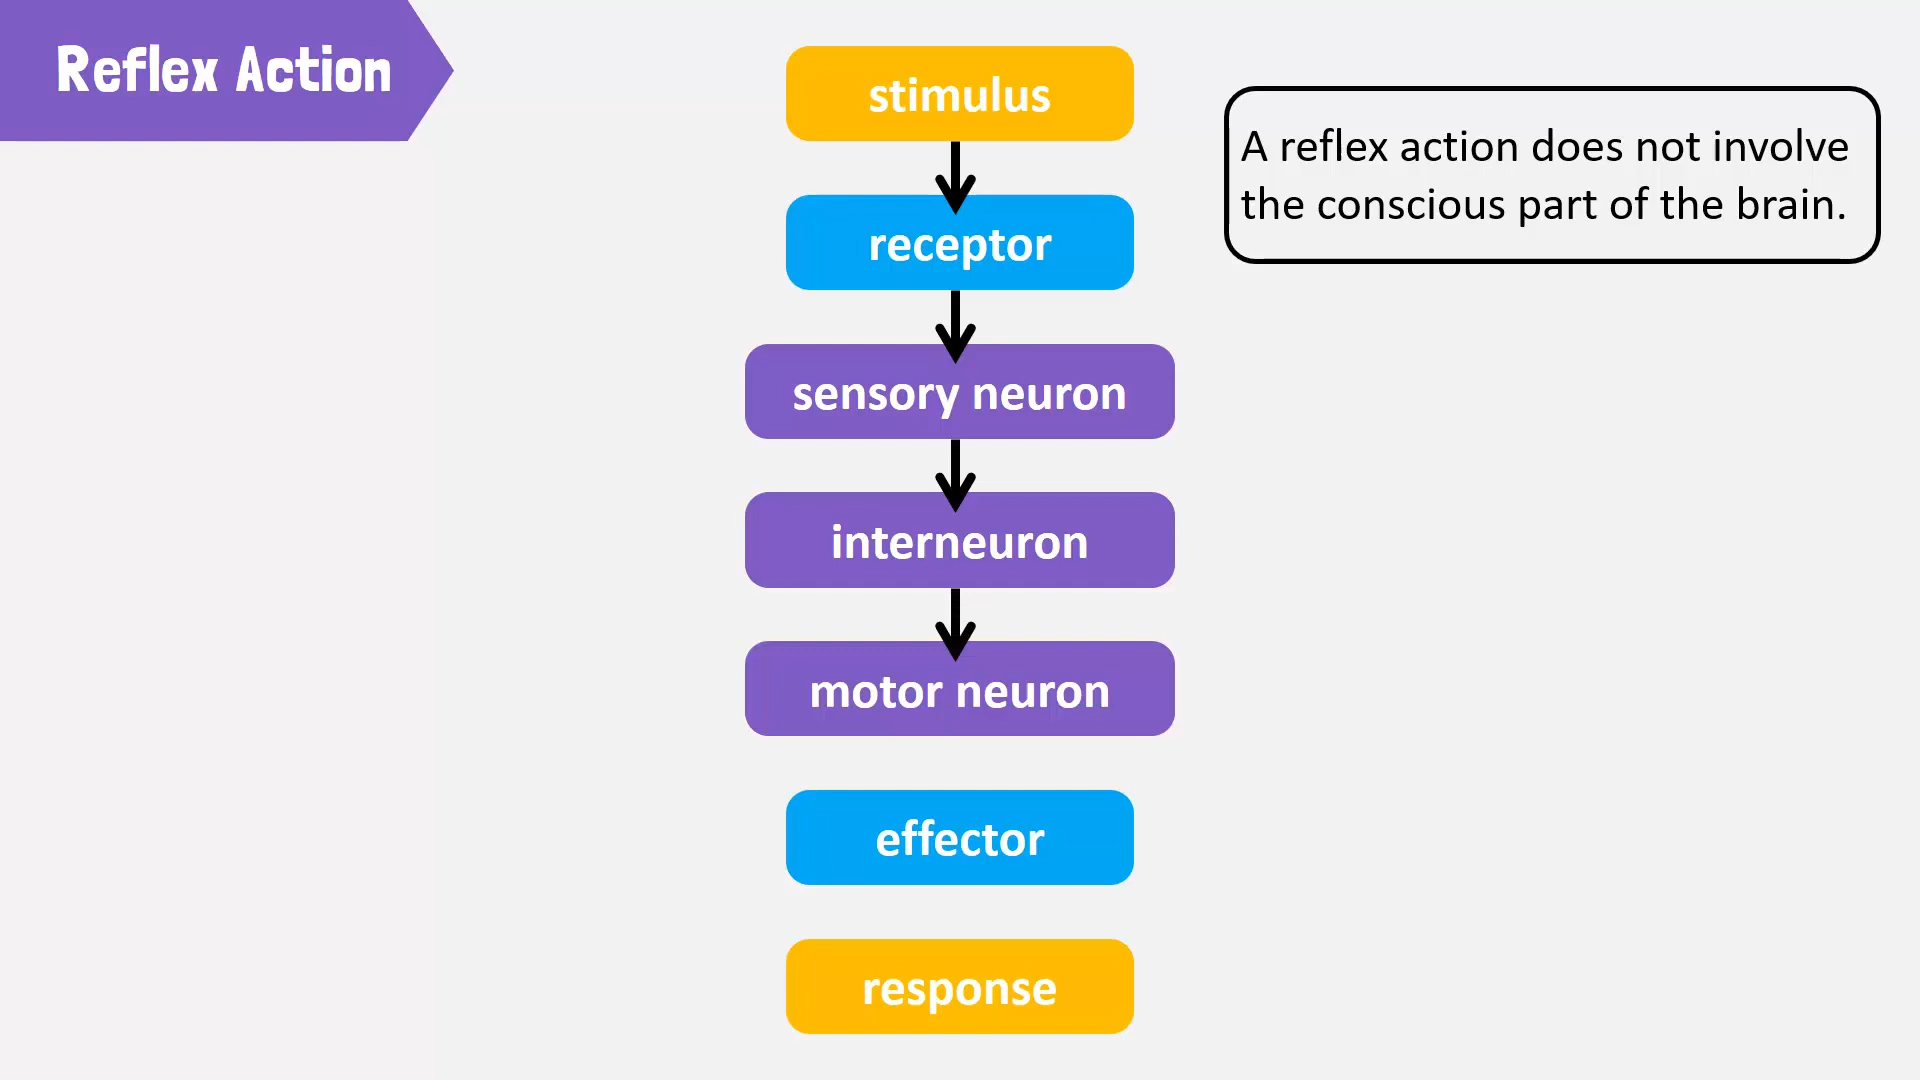 Reflex Action
stimulus
receptor
sensory neuron
interneuron
motor neuron
effector
response
A reflex action does not involve
the conscious part of the brain.